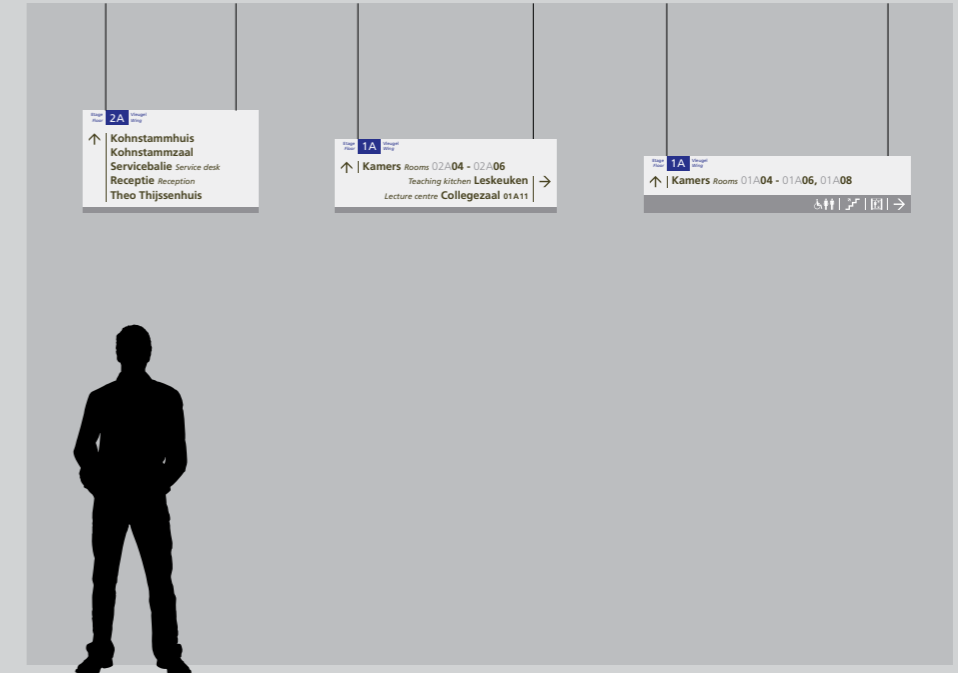 Etage Floor 2A Vleugel Wing
Kohnstammhuis
Kohnstammzaal
Servicebalie Service desk
Receptie Reception
Theo Thijssenhuis
Etage Floor 1A Vleugel Wing
Kamers Rooms 02A04 - 02A06
Teaching kitchen Leskeuken
Lecture centre Collegezaal 01A11
Etage Floor 1A Vleugel Wing
Kamers Rooms 01A04 - 01A06, 01A08